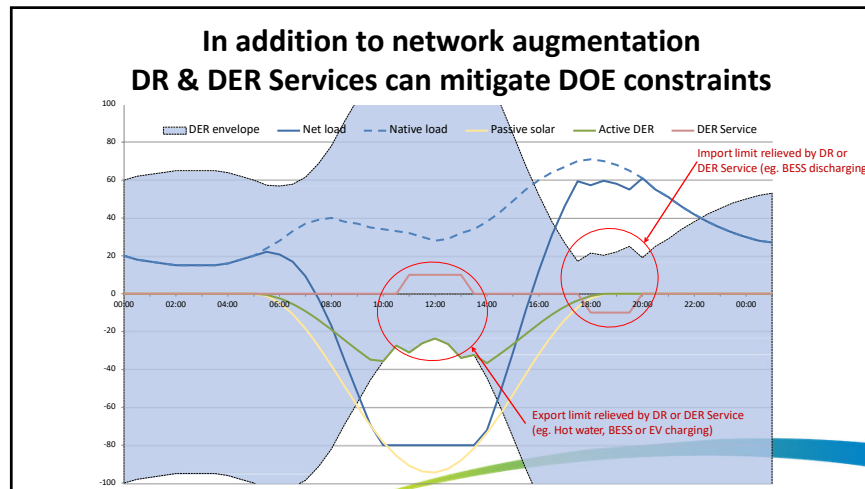 In addition to network augmentation
DR & DER Services can mitigate DOE constraints
100
DER envelope Net load Native load Passive solar Active DER DER Service
80
Import limit relieved by DR or
DER Service (eg. BESS discharging
60
40
20
0
00:00 02:00 04:00 06:00 08:00 10:00 12:00 14:00 16:00 18:00 20:00 22:00 00:00
-20
-40
-60
Export limit relieved by DR or DER Service
(eg. Hot water, BESS or EV charging)
-80
-100